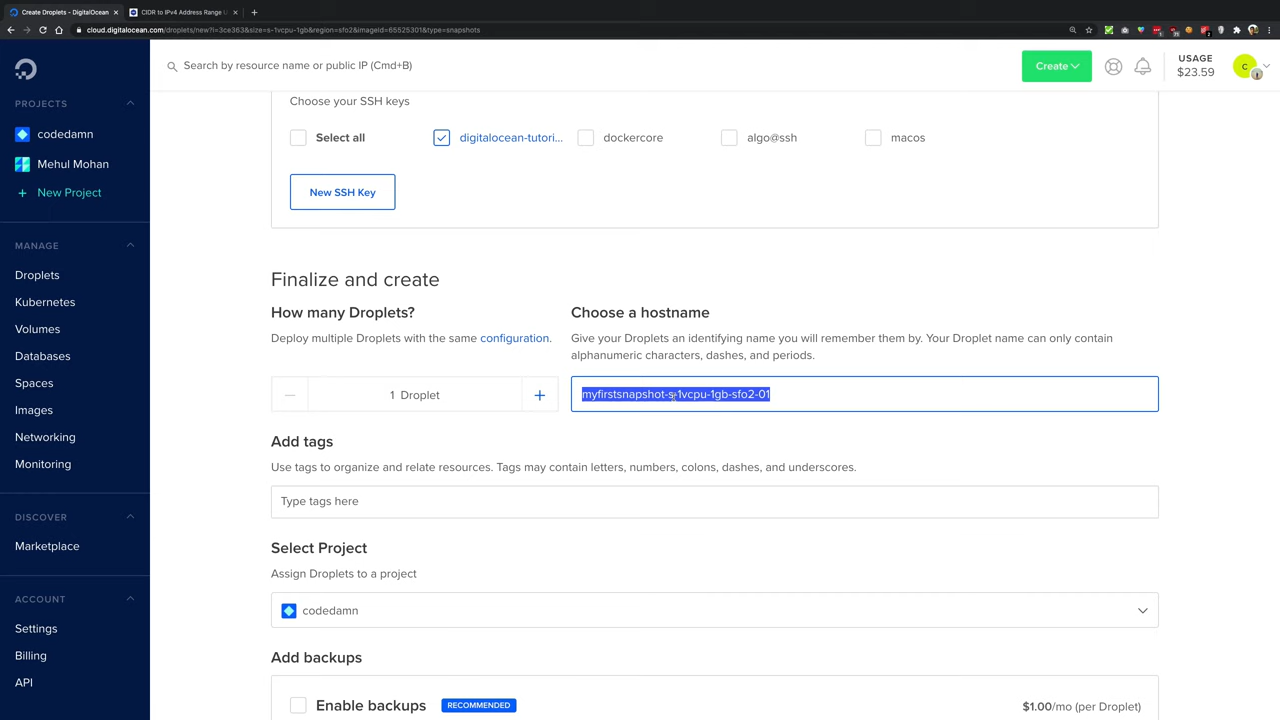 Create Droplets - DigitalOcean
CIDR to IPv4 Address Range U
cloud.digitalocean.com/droplets/new?i=3ce363&size=s-1vcpu-1gb&region=sfo2&imageId=65525301&type=snapshots
Search by resource name or public IP (Cmd+B)
Create
USAGE
$23.59
C
PROJECTS
codedamn
Mehul Mohan
New Project
MANAGE
Droplets
Kubernetes
Volumes
Databases
Spaces
Images
Networking
Monitoring
DISCOVER
Marketplace
ACCOUNT
Settings
Billing
API
Choose your SSH keys
Select all
digitalocean-tutori...
dockercore
algo@ssh
macos
New SSH Key
Finalize and create
How many Droplets?
Deploy multiple Droplets with the same configuration.
1 Droplet
Choose a hostname
Give your Droplets an identifying name you will remember them by. Your Droplet name can only contain
alphanumeric characters, dashes, and periods.
myfirstsnapshot-s-1vcpu-1gb-sfo2-01
Add tags
Use tags to organize and relate resources. Tags may contain letters, numbers, colons, dashes, and underscores.
Type tags here
Select Project
Assign Droplets to a project
codedamn
Add backups
Enable backups
RECOMMENDED
$1.00/mo (per Droplet)